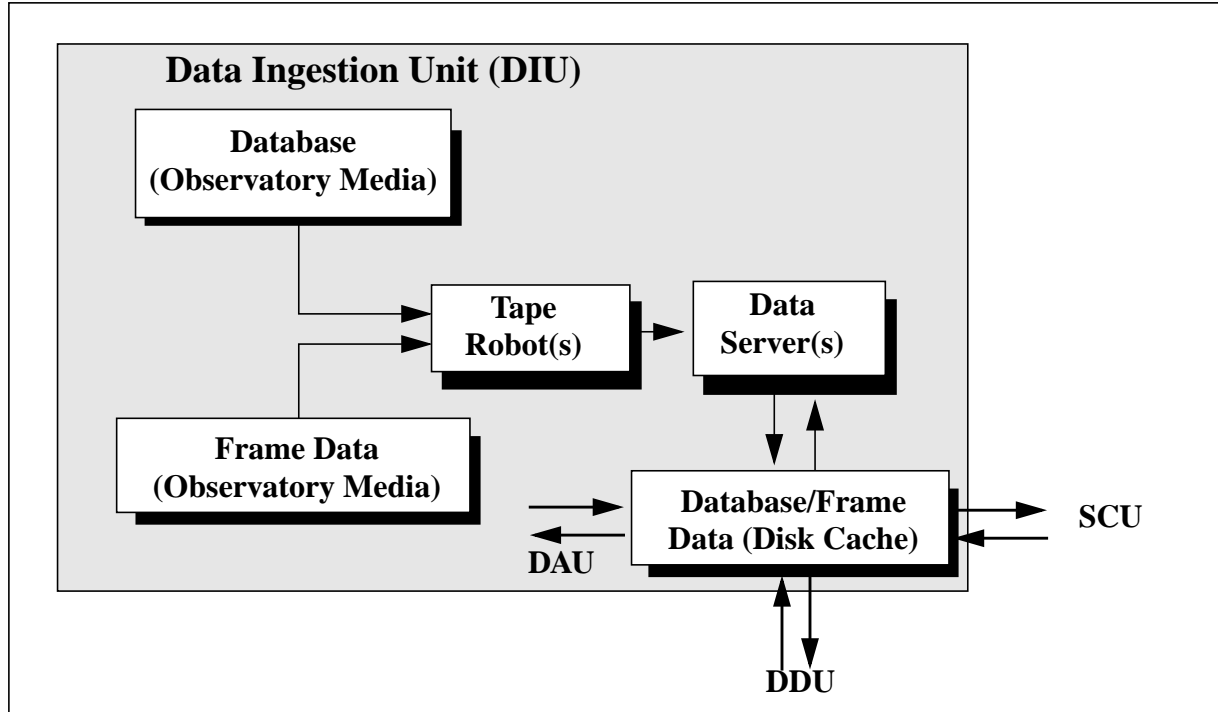 Data Ingestion Unit (DIU)
Database
(Observatory Media)
Tape
Robot(s)
Data
Server(s)
Frame Data
(Observatory Media)
Database/Frame
Data (Disk Cache)
SCU
DAU
DDU